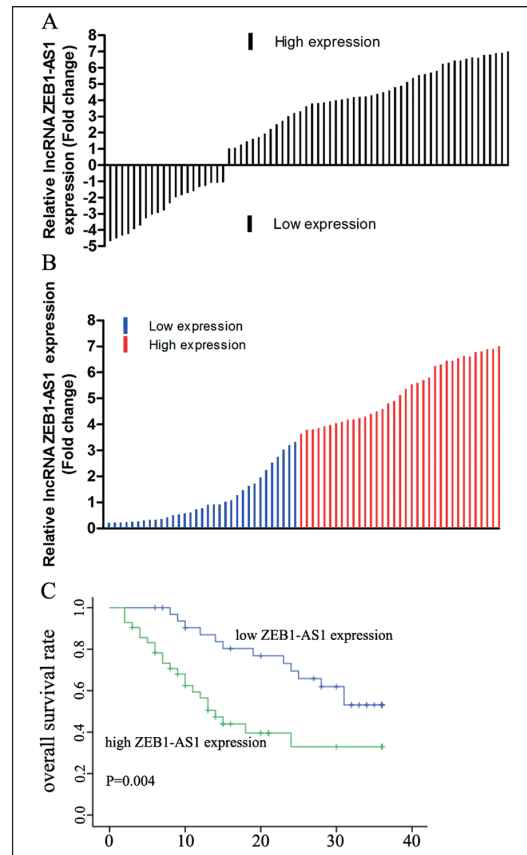 A
Relative lncRNA ZEB1-AS1
expression (Fold change)
7
6
5
4
3
2
1
0
-1
-2
-3
-4
-5
High expression
Low expression
B
Relative lncRNA ZEB1-AS1 expression
(Fold change)
8
7
6
5
4
3
2
1
0
Low expression
High expression
C
overall survival rate
1.0
0.8
0.6
0.4
0.2
0.0
low ZEB1-AS1 expression
high ZEB1-AS1 expression
P=0.004
0 10 20 30 40